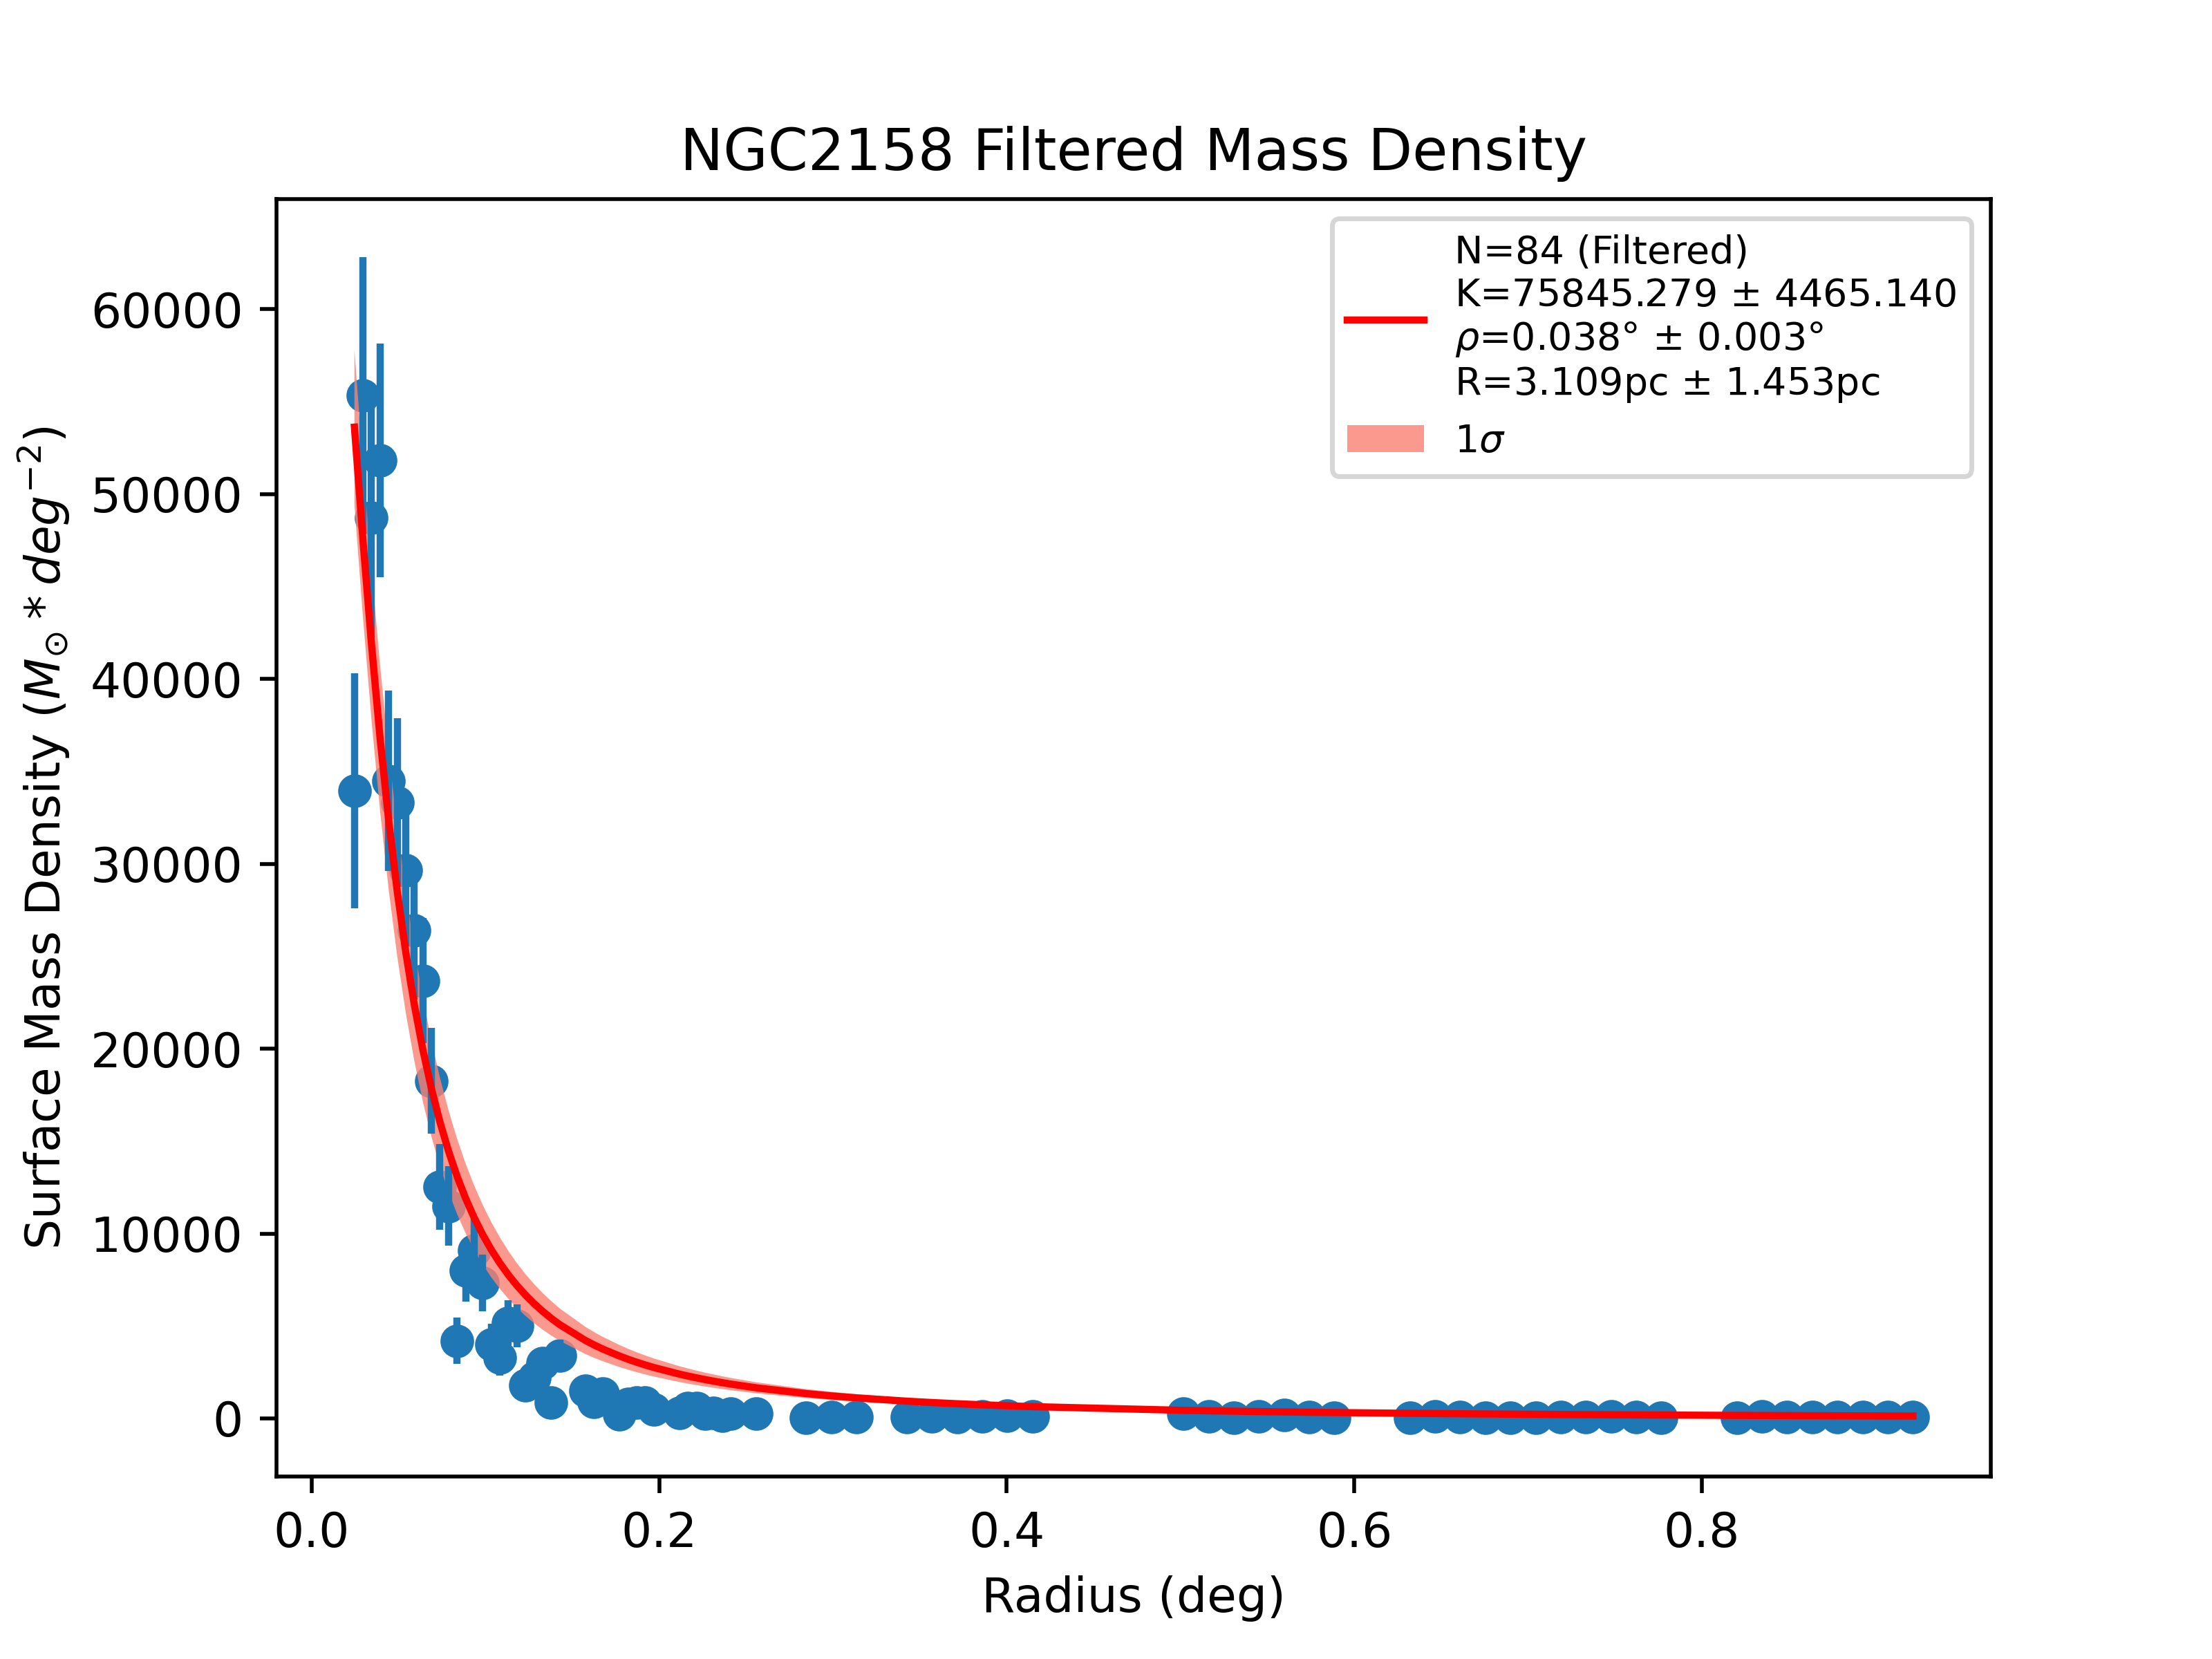 NGC2158 Filtered Mass Density
N=84 (Filtered)
K=75845.279 ± 4465.140
ρ=0.038° ± 0.003°
R=3.109pc ± 1.453pc
1σ
Surface Mass Density (M⊙ * deg⁻²)
60000
50000
40000
30000
20000
10000
0
0.0 0.2 0.4 0.6 0.8
Radius (deg)